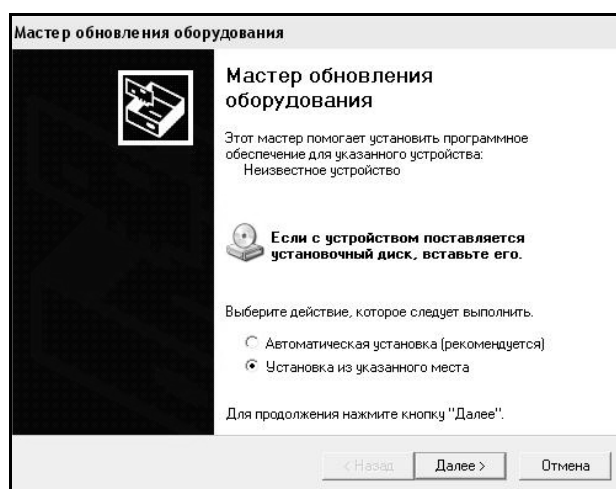 Мастер обновления оборудования
Мастер обновления
оборудования
Этот мастер помогает установить программное
обеспечение для указанного устройства:
Неизвестное устройство
Если с устройством поставляется
установочный диск, вставьте его.
Выберите действие, которое следует выполнить.
Автоматическая установка (рекомендуется)
Установка из указанного места
Для продолжения нажмите кнопку "Далее".
< Назад Далее > Отмена